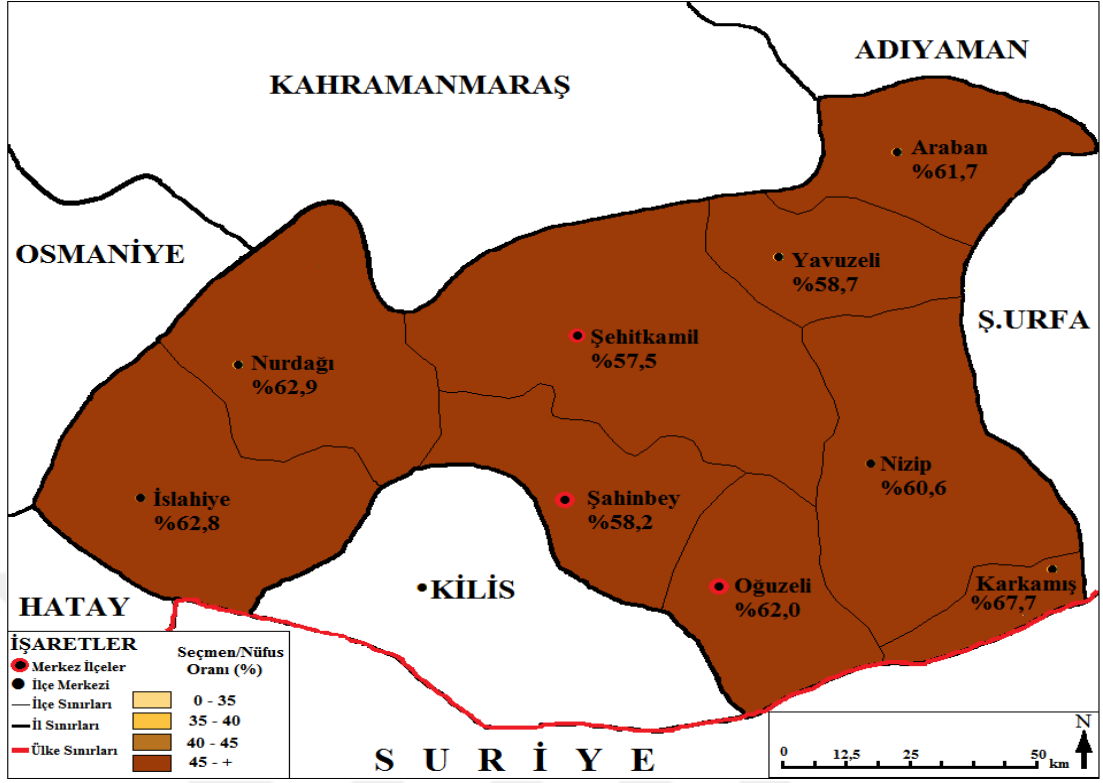 ADIYAMAN
KAHRAMANMARAŞ
Araban
%61,7
OSMANİYE
Yavuzeli
%58,7
Ş.URFA
Şehitkamil
%57,5
Nurdağı
%62,9
Nizip
%60,6
İslahiye
%62,8
Şahinbey
%58,2
KİLİS
Oğuzeli
%62,0
Karkamış
%67,7
HATAY
İŞARETLER
Merkez İlçeler
İlçe Merkezi
İlçe Sınırları
İl Sınırları
Ülke Sınırları
Seçmen/Nüfus
Oranı (%)
0 - 35
35 - 40
40 - 45
45 - +
SURİYE
N
0 12,5 25 50
km